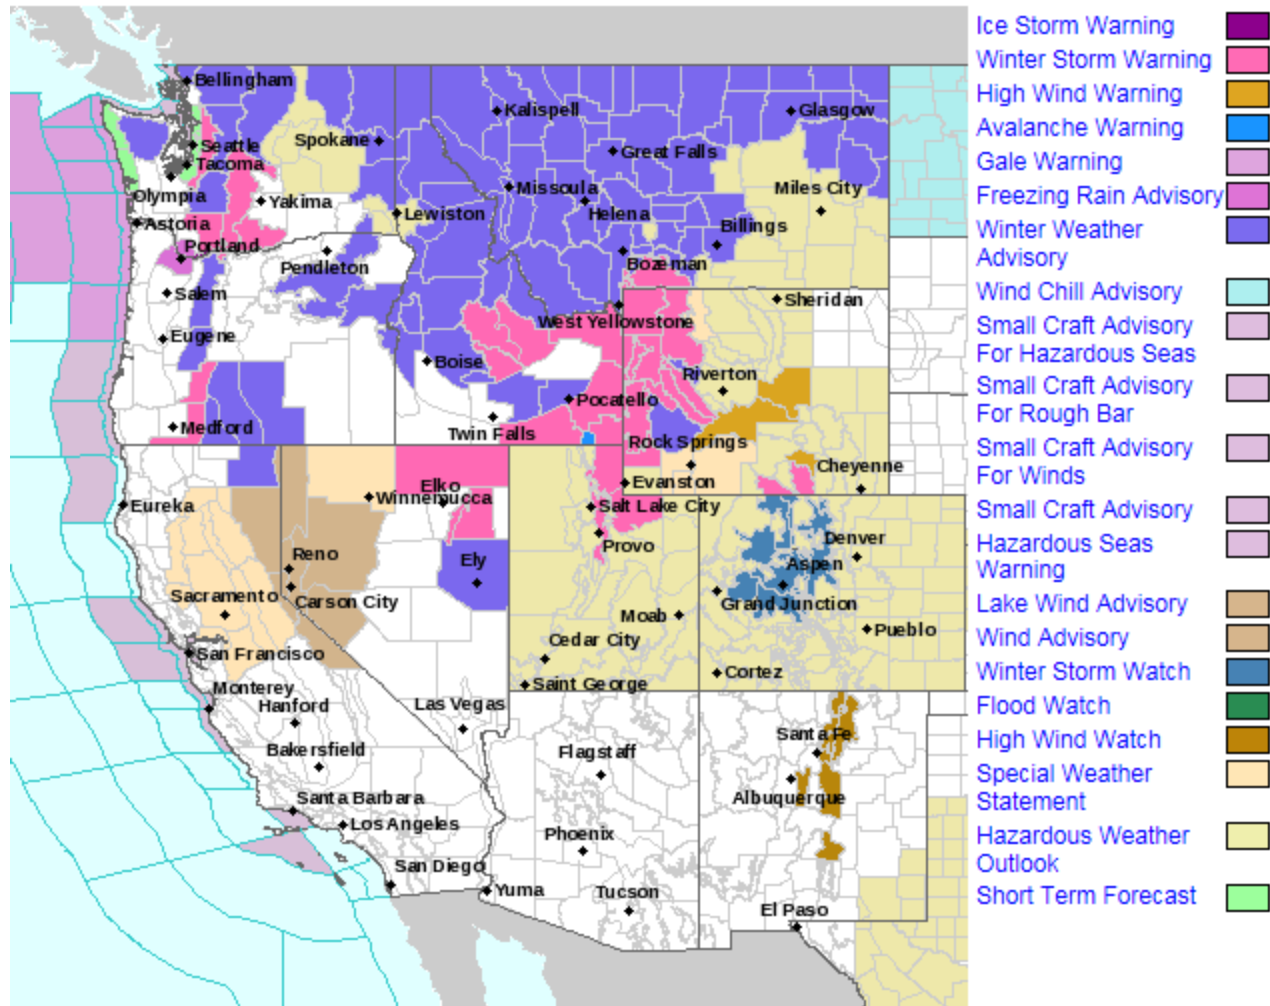 Bellingham
Kalispell
Glasgow
Seattle
Spokane
Great Falls
Tacoma
Missoula
Miles City
Olympia
Yakima
Lewiston
Helena
Astoria
Billings
Portland
Pendleton
Bozeman
Salem
Sheridan
West Yellowstone
Eugene
Boise
Riverton
Pocatello
Medford
Twin Falls
Rock Springs
Cheyenne
Elko
Evanston
Winnemucca
Eureka
Salt Lake City
Reno
Provo
Denver
Ely
Aspen
Sacramento
Carson City
Grand Junction
Moab
Pueblo
Cedar City
San Francisco
Cortez
Saint George
Monterey
Hanford
Las Vegas
Santa Fe
Bakersfield
Flagstaff
Santa Barbara
Albuquerque
Los Angeles
Phoenix
San Diego
Yuma
Tucson
El Paso
Ice Storm Warning
Winter Storm Warning
High Wind Warning
Avalanche Warning
Gale Warning
Freezing Rain Advisory
Winter Weather
Advisory
Wind Chill Advisory
Small Craft Advisory
For Hazardous Seas
Small Craft Advisory
For Rough Bar
Small Craft Advisory
For Winds
Small Craft Advisory
Hazardous Seas
Warning
Lake Wind Advisory
Wind Advisory
Winter Storm Watch
Flood Watch
High Wind Watch
Special Weather
Statement
Hazardous Weather
Outlook
Short Term Forecast